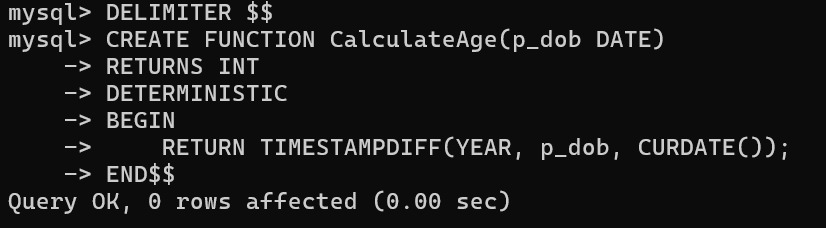 mysql> DELIMITER $$
mysql> CREATE FUNCTION CalculateAge(p_dob DATE)
    -> RETURNS INT
    -> DETERMINISTIC
    -> BEGIN
    ->     RETURN TIMESTAMPDIFF(YEAR, p_dob, CURDATE());
    -> END$$
Query OK, 0 rows affected (0.00 sec)